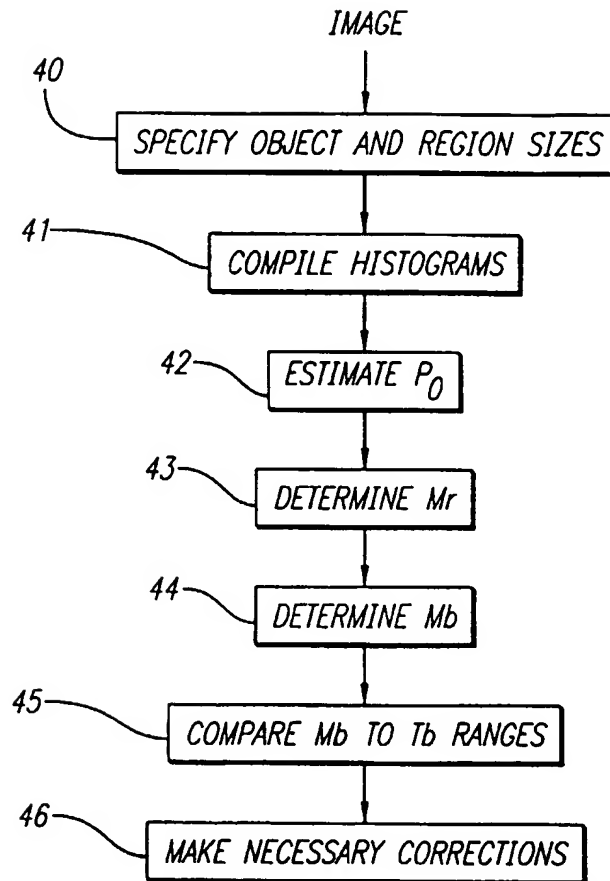 IMAGE
40
SPECIFY OBJECT AND REGION SIZES
41
COMPILE HISTOGRAMS
42
ESTIMATE P0
43
DETERMINE Mr
44
DETERMINE Mb
45
COMPARE Mb TO Tb RANGES
46
MAKE NECESSARY CORRECTIONS